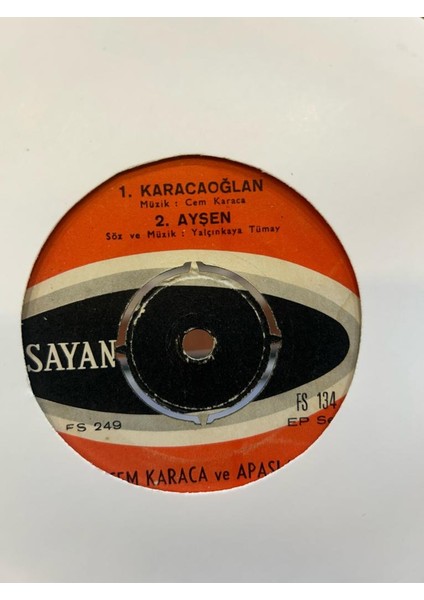 1. KARACAOĞLAN
Müzik : Cem Karaca
2. AYŞEN
Söz ve Müzik : Yalçınkaya Tümay
SAYAN
FS 249
FS 134
EP
KARACA ve